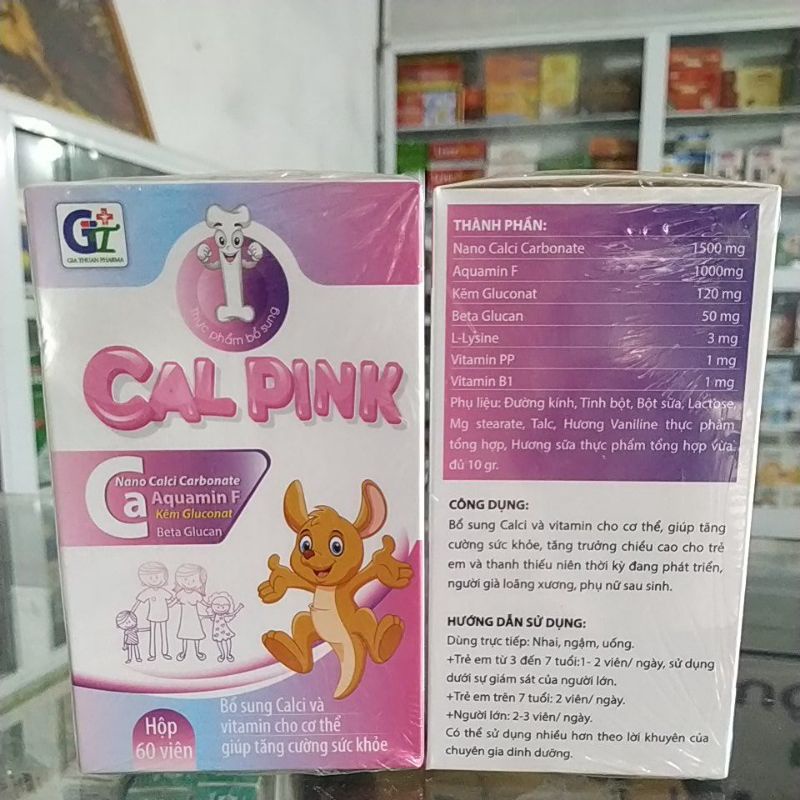 GT
GIA THUAN PHARMA
thực phẩm bổ sung
CAL PINK
Ca
Nano Calci Carbonate
Aquamin F
Kẽm Gluconat
Beta Glucan
Hộp
60 viên
Bổ sung Calci và
vitamin cho cơ thể
giúp tăng cường sức khỏe
THÀNH PHẦN:
Nano Calci Carbonate 1500 mg
Aquamin F 1000mg
Kẽm Gluconat 120 mg
Beta Glucan 50 mg
L-Lysine 3 mg
Vitamin PP 1 mg
Vitamin B1 1 mg
Phụ liệu: Đường kính, Tinh bột, Bột sữa, Lactose,
Mg stearate, Talc, Hương Vaniline thực phẩm
tổng hợp, Hương sữa thực phẩm tổng hợp vừa
đủ 10 gr.
CÔNG DỤNG:
Bổ sung Calci và vitamin cho cơ thể, giúp tăng
cường sức khỏe, tăng trưởng chiều cao cho trẻ
em và thanh thiếu niên thời kỳ đang phát triển,
người già loãng xương, phụ nữ sau sinh.
HƯỚNG DẪN SỬ DỤNG:
Dùng trực tiếp: Nhai, ngậm, uống.
+Trẻ em từ 3 đến 7 tuổi:1- 2 viên/ ngày, sử dụng
dưới sự giám sát của người lớn.
+Trẻ em trên 7 tuổi: 2 viên/ ngày.
+Người lớn: 2-3 viên/ ngày.
Có thể sử dụng nhiều hơn theo lời khuyên của
chuyên gia dinh dưỡng.